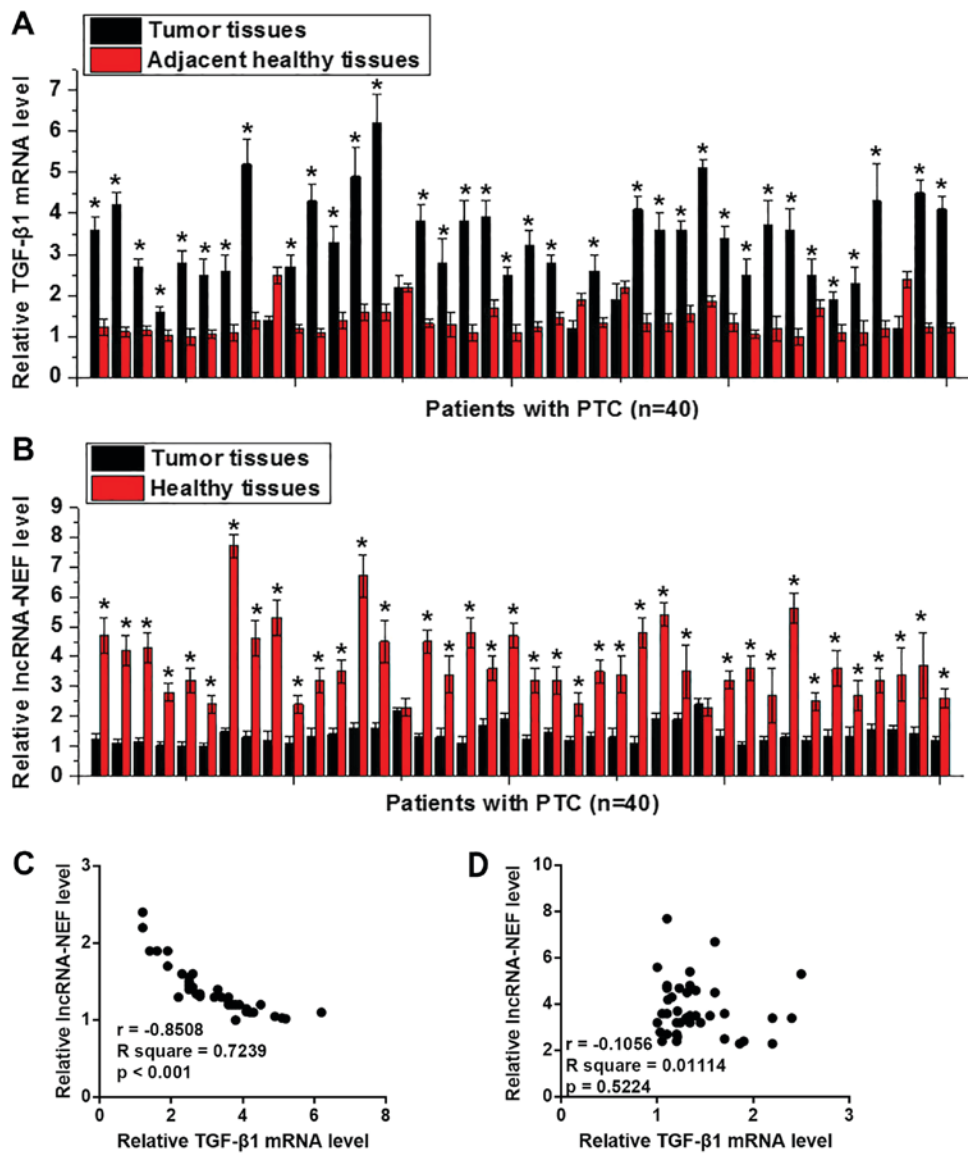 A
Tumor tissues
Adjacent healthy tissues
Relative TGF-β1 mRNA level
7
6
5
4
3
2
1
0
* * * * * * * * * * * * * * * * * * * * * * * * * * * * * * * * * *
Patients with PTC (n=40)
B
Tumor tissues
Healthy tissues
Relative lncRNA-NEF level
9
8
7
6
5
4
3
2
1
0
* * * * * * * * * * * * * * * * * * * * * * * * * * * * * * * * * * * * * *
Patients with PTC (n=40)
C
Relative lncRNA-NEF level
3
2
1
0
r = -0.8508
R square = 0.7239
p < 0.001
0 2 4 6 8
Relative TGF-β1 mRNA level
D
Relative lncRNA-NEF level
10
8
6
4
2
0
r = -0.1056
R square = 0.01114
p = 0.5224
0 1 2 3
Relative TGF-β1 mRNA level